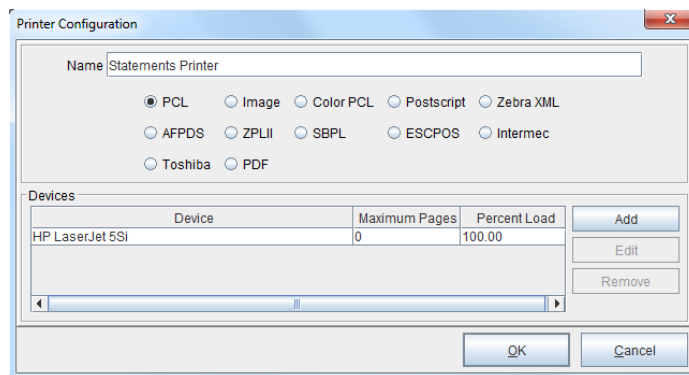 Printer Configuration
Name Statements Printer
PCL Image Color PCL Postscript Zebra XML
AFPDS ZPLII SBPL ESCPOS Intermec
Toshiba PDF
Devices
Device Maximum Pages Percent Load Add
HP LaserJet 5Si 0 100.00
Edit
Remove
OK Cancel